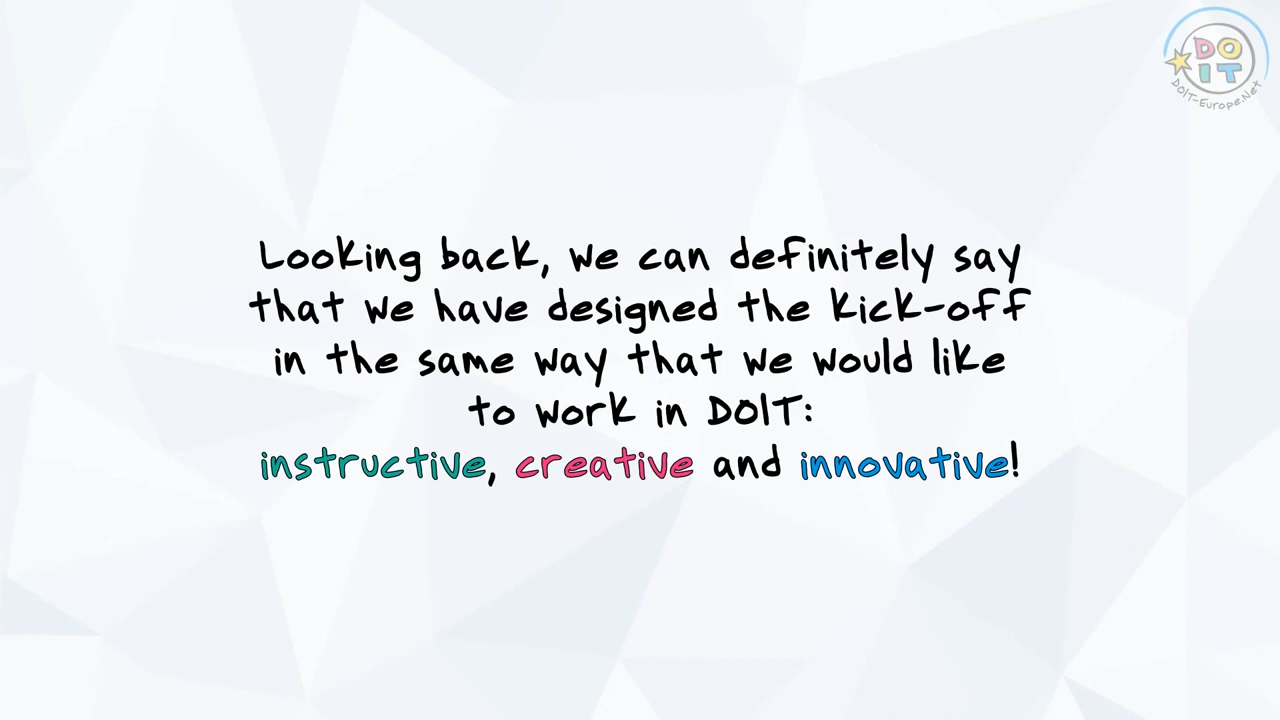 DO
IT
DOIT-Europe.Net
Looking back, we can definitely say
that we have designed the kick-off
in the same way that we would like
to work in DOIT:
instructive, creative and innovative!